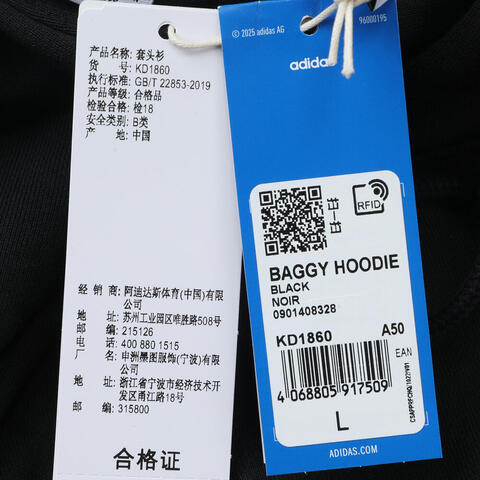 产品名称: 套头衫
货 号: KD1860
执行标准: GB/T 22853-2019
产品等级: 合格品
检验合格: 检18
安全类别: B类
产 地: 中国
经 销 商: 阿迪达斯体育(中国)有限
公司
地 址: 苏州工业园区唯胜路508号
邮 编: 215126
电 话: 400 880 1515
制 造 商: 申洲墨图服饰(宁波)有限
公司
地 址: 浙江省宁波市经济技术开
发区甬江路18号
邮 编: 315800
合格证
© 2025 adidas AG
96000195
adidas
RFID
BAGGY HOODIE
BLACK
NOIR
0901408328
KD1860 A50
EAN
4 068805 917509
L
ADIDAS.COM